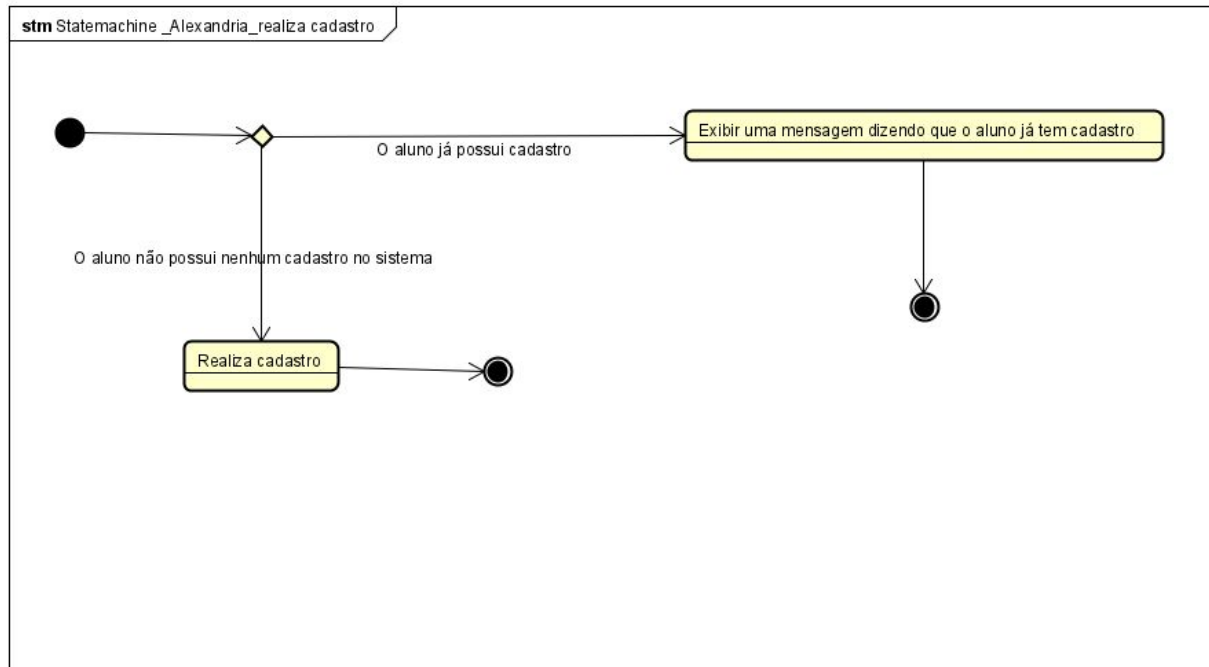 stm Statemachine _Alexandria_realiza cadastro
Exibir uma mensagem dizendo que o aluno já tem cadastro
O aluno já possui cadastro
O aluno não possui nenhum cadastro no sistema
Realiza cadastro